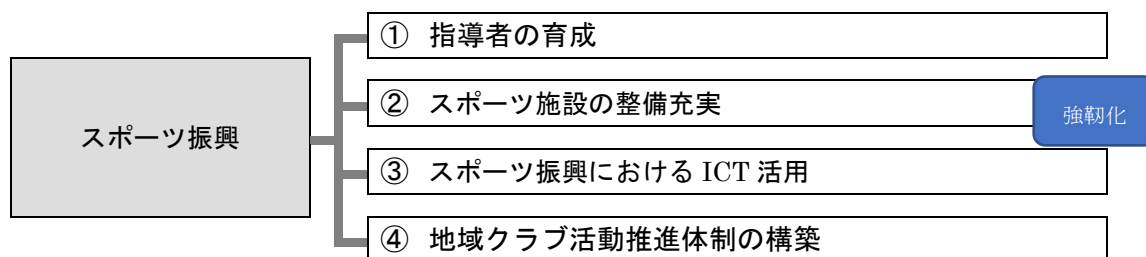 スポーツ振興
① 指導者の育成
② スポーツ施設の整備充実
強靭化
③ スポーツ振興における ICT 活用
④ 地域クラブ活動推進体制の構築